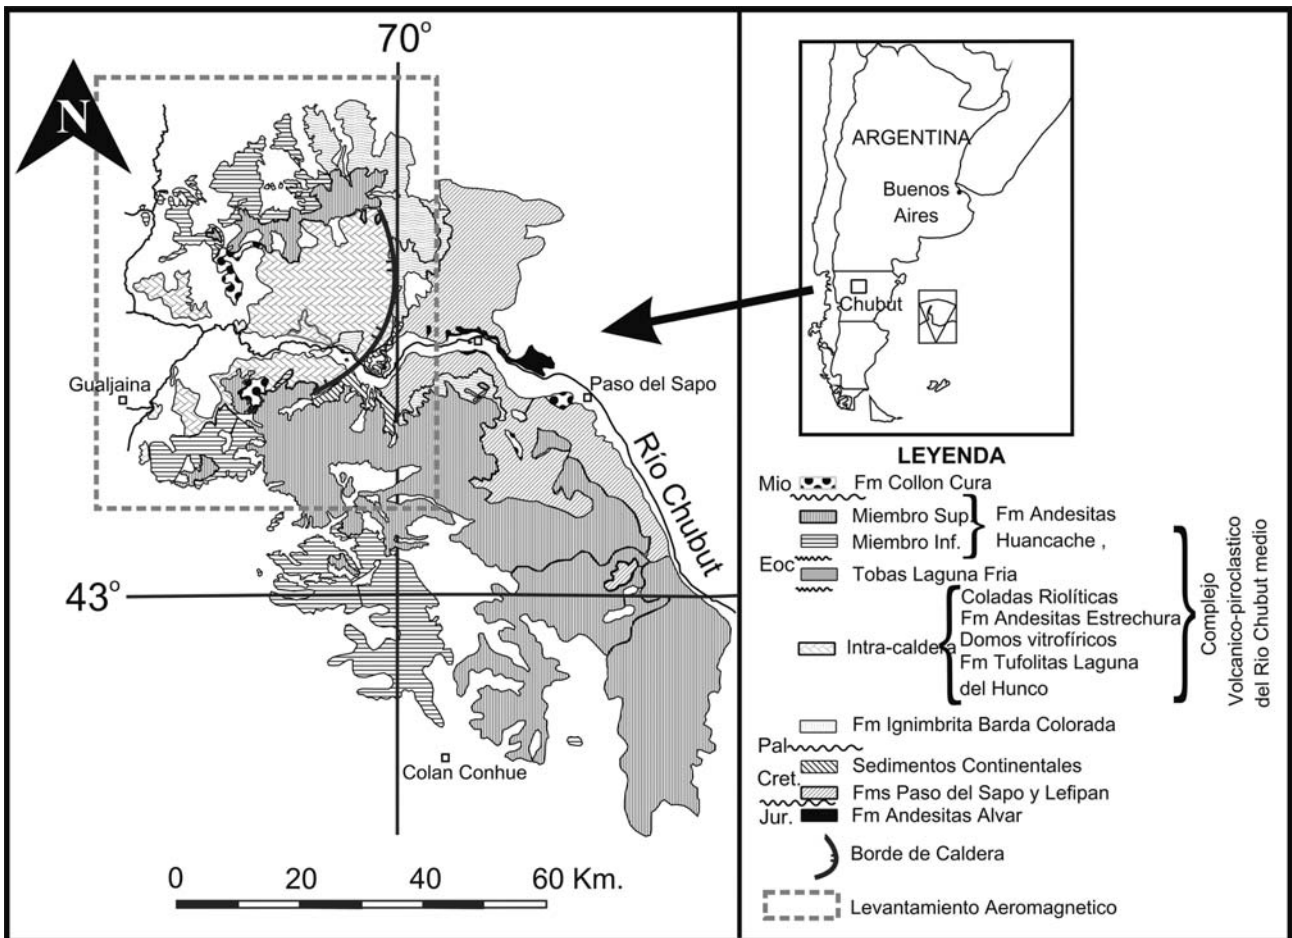 70°
N
Gualjaina
Paso del Sapo
Río Chubut
43°
Colan Conhue
0 20 40 60 Km.
ARGENTINA
Buenos
Aires
Chubut
LEYENDA
Mio Fm Collon Cura
Miembro Sup.
Miembro Inf.
Fm Andesitas
Huancache ,
Eoc
Tobas Laguna Fria
Intra-caldera
Coladas Riolíticas
Fm Andesitas Estrechura
Domos vitrofíricos
Fm Tufolitas Laguna
del Hunco
Complejo
Volcanico-piroclastico
del Rio Chubut medio
Fm Ignimbrita Barda Colorada
Pal
Sedimentos Continentales
Cret.
Fms Paso del Sapo y Lefipan
Jur. Fm Andesitas Alvar
Borde de Caldera
Levantamiento Aeromagnetico